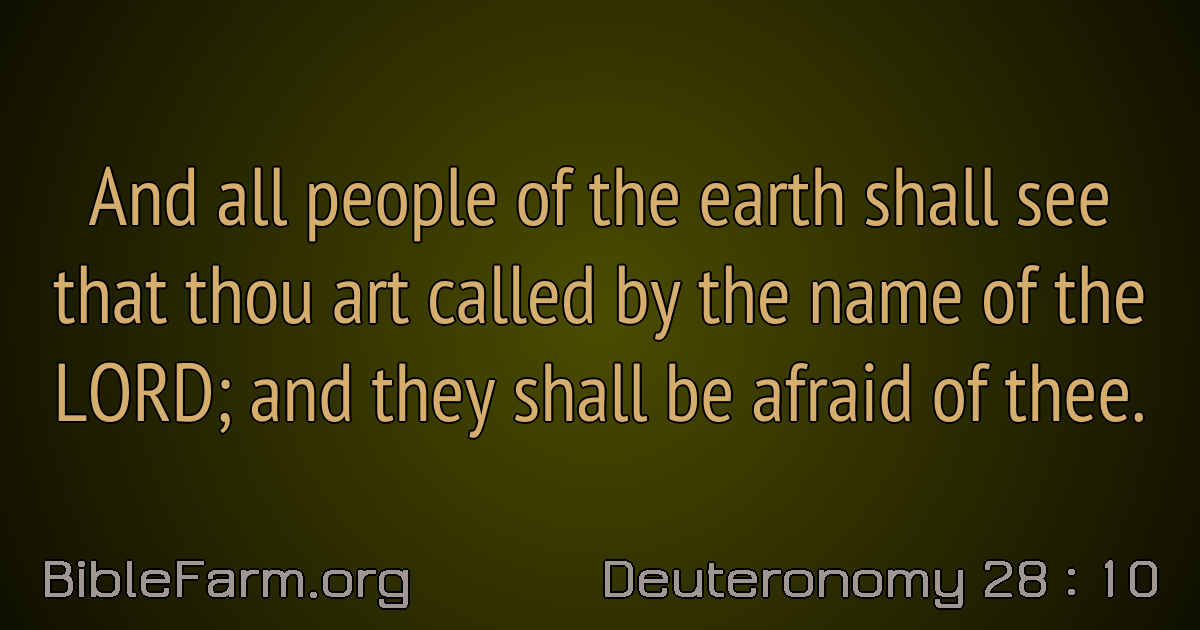 And all people of the earth shall see
that thou art called by the name of the
LORD; and they shall be afraid of thee.
BibleFarm.org
Deuteronomy 28 : 10